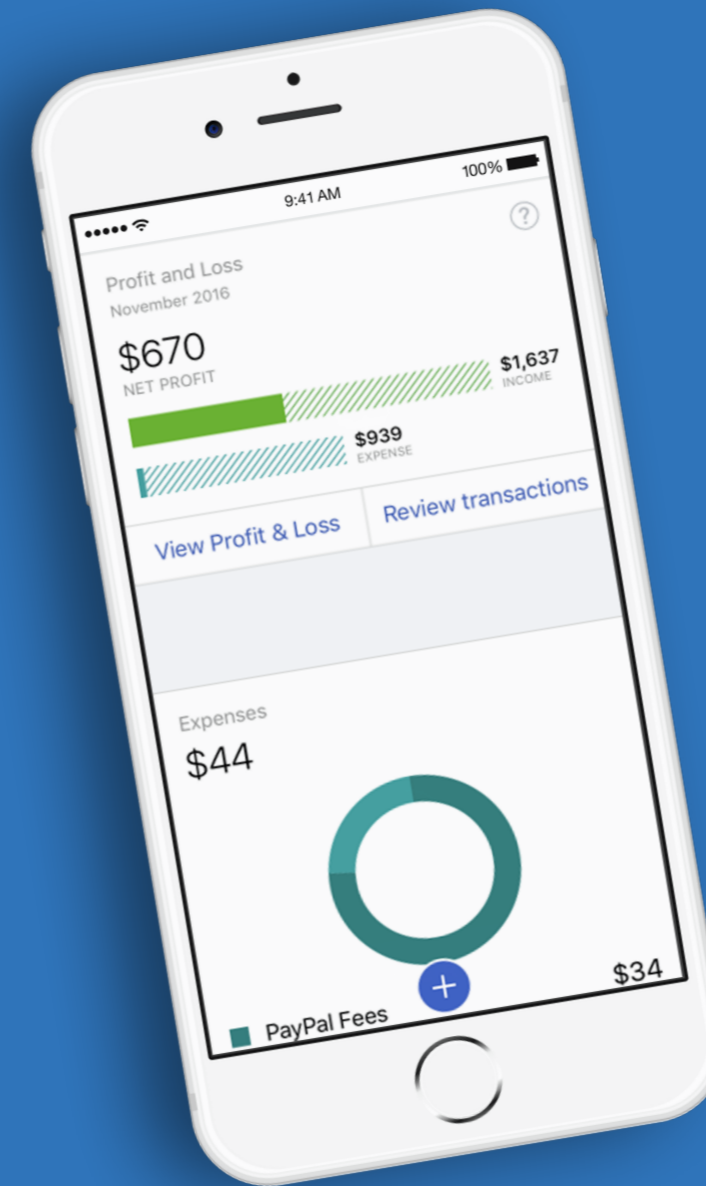 9:41 AM
100%
Profit and Loss
November 2016
?
$670
NET PROFIT
$1,637
INCOME
$939
EXPENSE
View Profit & Loss
Review transactions
Expenses
$44
+
PayPal Fees
$34